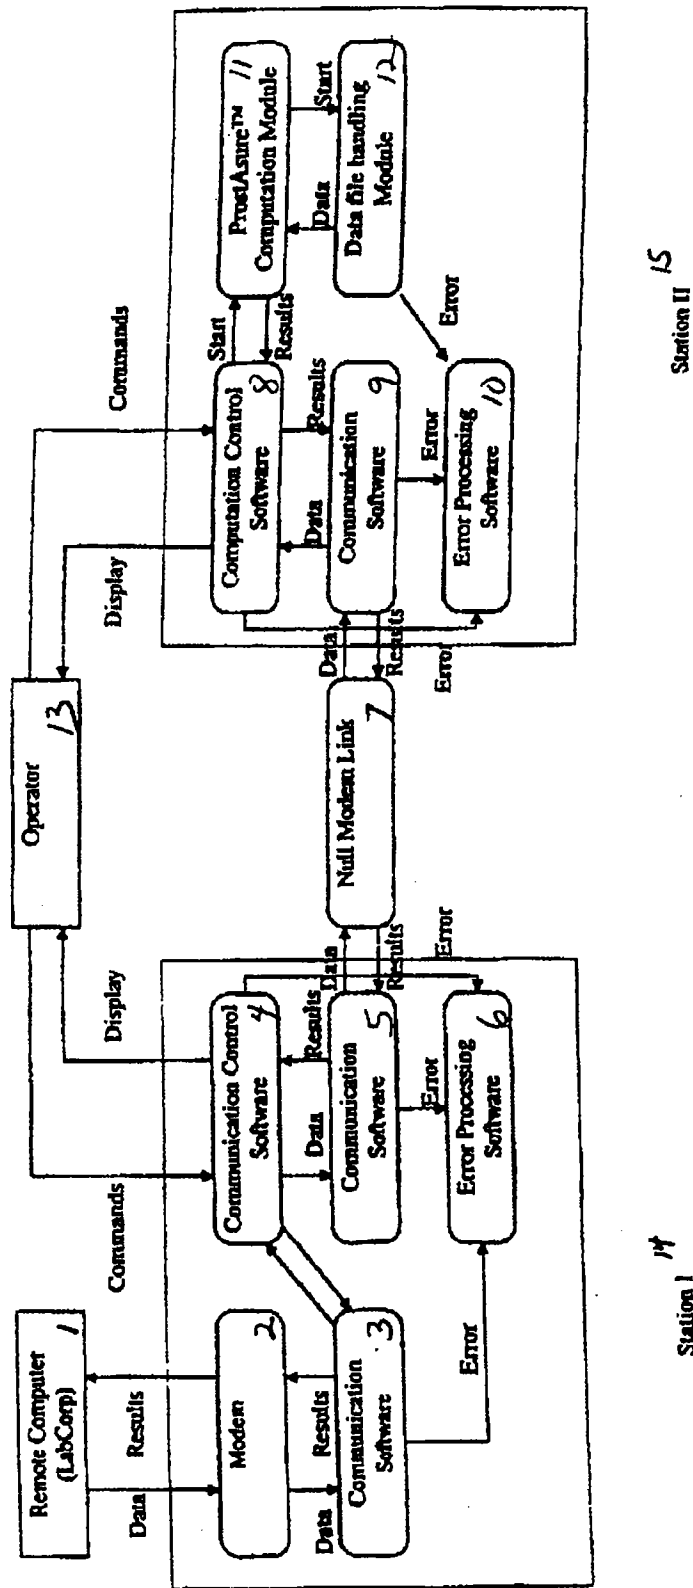 Remote Computer
(LabCorp)
1
Data
Results
Modem
2
Data
Results
Communication
Software
3
Error
Commands
Display
Communication Control
Software
4
Data
Results
Communication
Software
5
Error
Error Processing
Software
6
Error
Station I
14
Operator
13
Data
Results
Null Modem Link
7
Data
Results
Error
Display
Commands
Computation Control
Software
8
Data
Results
Communication
Software
9
Error
Error Processing
Software
10
Start
Results
ProstAsure™
Computation Module
11
Data
Start
Data file handling
Module
12
Error
Station II
15